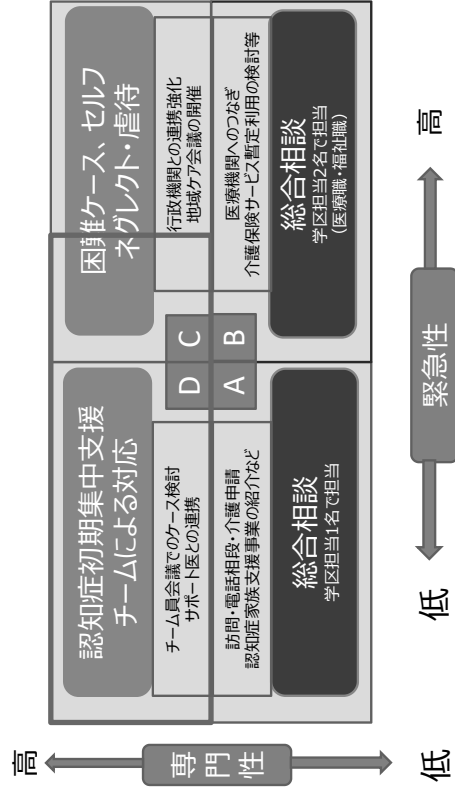 高
専門性
低
認知症初期集中支援
チームによる対応
チーム員会議でのケース検討
サポート医との連携
困難ケース、セルフ
ネグレクト・虐待
行政機関との連携強化
地域ケア会議の開催
D
C
A
B
訪問・電話相段・介護申請
認知症家族支援事業の紹介など
総合相談
学区担当1名で担当
医療機関へのつなぎ
介護保険サービス暫定利用の検討等
総合相談
学区担当2名で担当
(医療職・福祉職)
低
緊急性
高